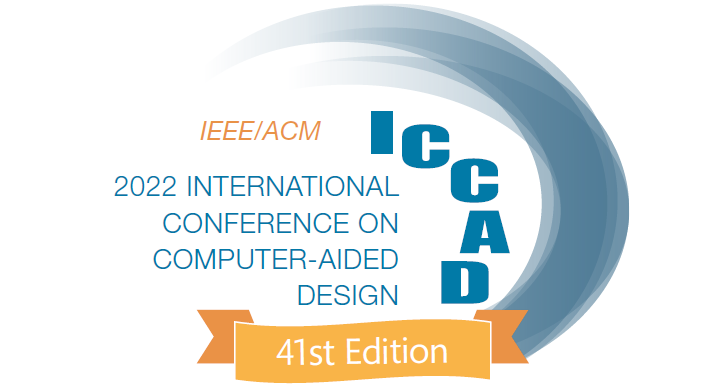 IEEE/ACM
ICCAD
2022 INTERNATIONAL
CONFERENCE ON
COMPUTER-AIDED
DESIGN
41st Edition